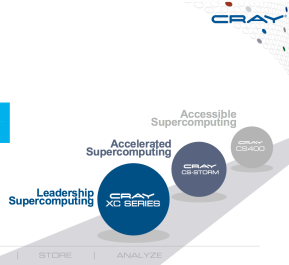 CRAY
Accessible
Supercomputing
CRAY
CS400
Accelerated
Supercomputing
CRAY
CS-STORM
Leadership
Supercomputing
CRAY
XC SERIES
| STORE | ANALYZE